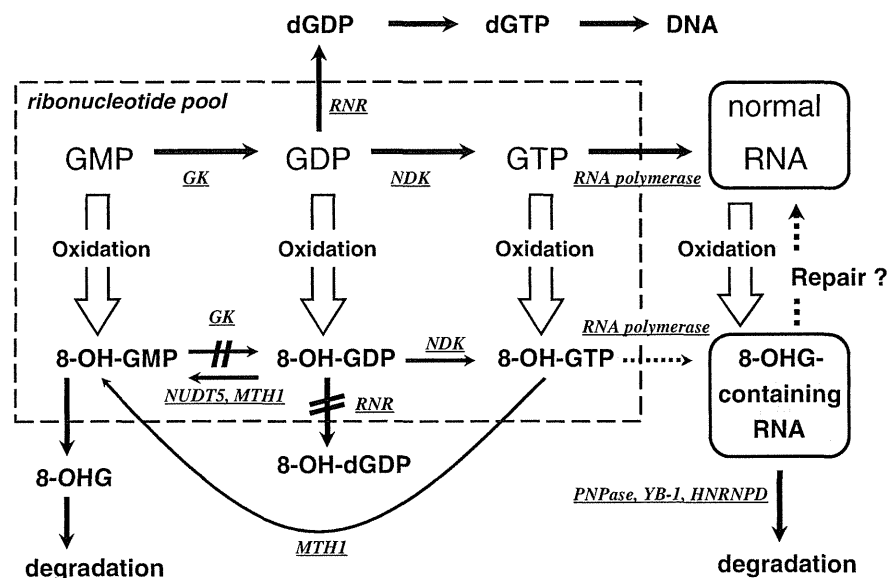 dGDP dGTP DNA
ribonucleotide pool
RNR
normal
RNA
GMP GDP GTP
GK NDK RNA polymerase
Oxidation Oxidation Oxidation Oxidation
Repair ?
GK NDK RNA polymerase
8-OH-GMP 8-OH-GDP 8-OH-GTP
8-OHG-
containing
RNA
NUDT5, MTH1
RNR
8-OHG
8-OH-dGDP
PNPase, YB-1, HNRNPD
MTH1
degradation
degradation